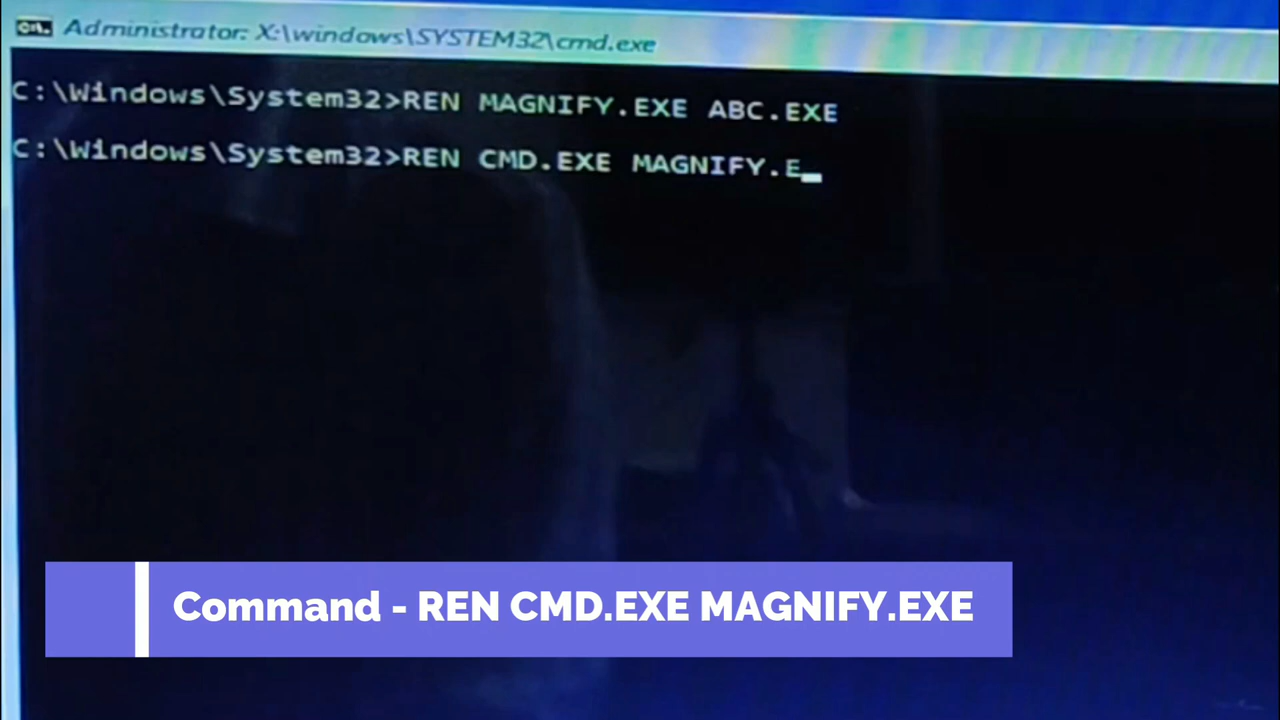 Administrator: X:\windows\SYSTEM32\cmd.exe
C:\Windows\System32>REN MAGNIFY.EXE ABC.EXE
C:\Windows\System32>REN CMD.EXE MAGNIFY.E_
Command - REN CMD.EXE MAGNIFY.EXE